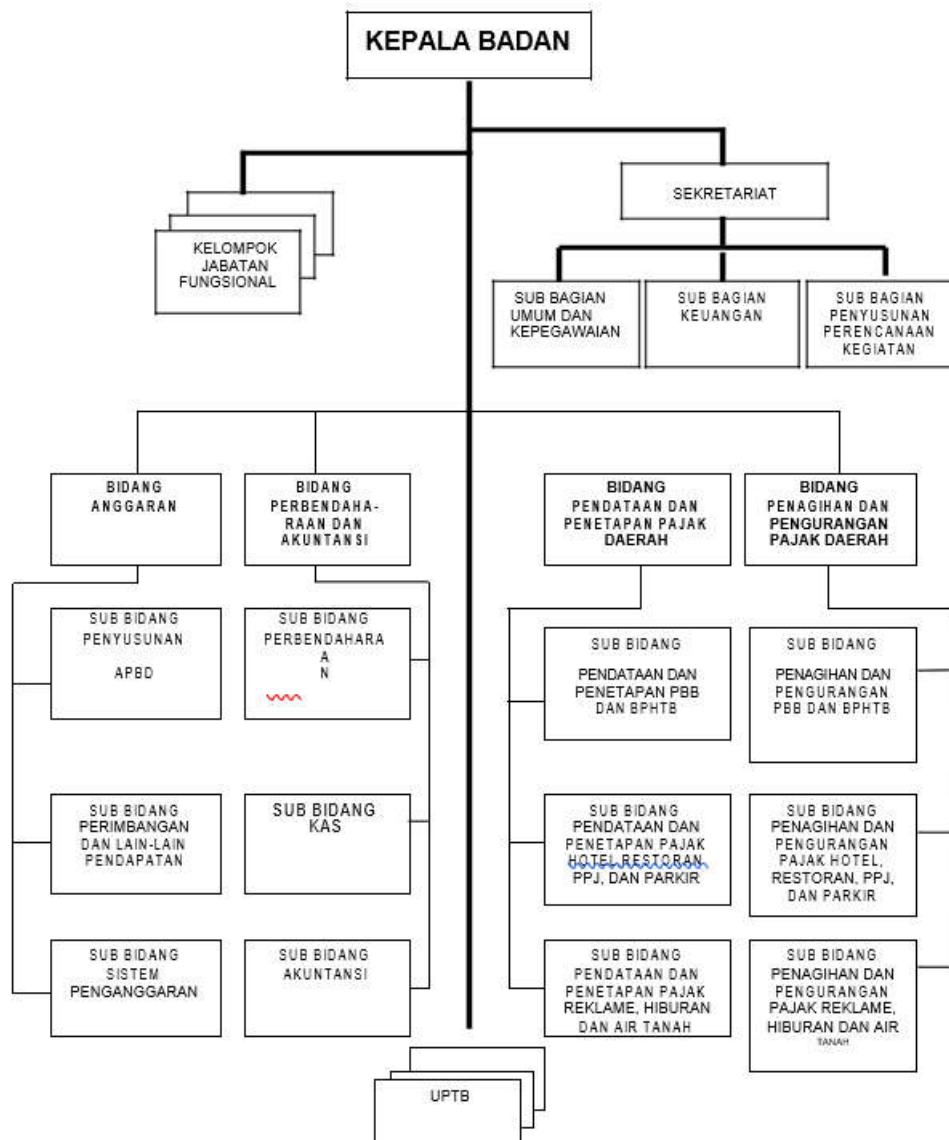 KEPALA BADAN
SEKRETARIAT
KELOMPOK
JABATAN
FUNGSIONAL
SUB BAGIAN
UMUM DAN
KEPEGAWAIAN
SUB BAGIAN
KEUANGAN
SUB BAGIAN
PENYUSUNAN
PERENCANAAN
KEGIATAN
BIDANG
ANGGARAN
BIDANG
PERBENDAHA-
RAAN DAN
AKUNTANSI
BIDANG
PENDATAAN DAN
PENETAPAN PAJAK
DAERAH
BIDANG
PENAGIHAN DAN
PENGURANGAN
PAJAK DAERAH
SUB BIDANG
PENYUSUNAN
APBD
SUB BIDANG
PERBENDAHARA
A
N
SUB BIDANG
PENDATAAN DAN
PENETAPAN PBB
DAN BPHTB
SUB BIDANG
PENAGIHAN DAN
PENGURANGAN
PBB DAN BPHTB
SUB BIDANG
PERIMBANGAN
DAN LAIN-LAIN
PENDAPATAN
SUB BIDANG
KAS
SUB BIDANG
PENDATAAN DAN
PENETAPAN PAJAK
HOTEL RESTORAN
PPJ, DAN PARKIR
SUB BIDANG
PENAGIHAN DAN
PENGURANGAN
PAJAK HOTEL,
RESTORAN, PPJ,
DAN PARKIR
SUB BIDANG
SISTEM
PENGANGGARAN
SUB BIDANG
AKUNTANSI
SUB BIDANG
PENDATAAN DAN
PENETAPAN PAJAK
REKLAME, HIBURAN
DAN AIR TANAH
SUB BIDANG
PENAGIHAN DAN
PENGURANGAN
PAJAK REKLAME,
HIBURAN DAN AIR
TANAH
UPTB